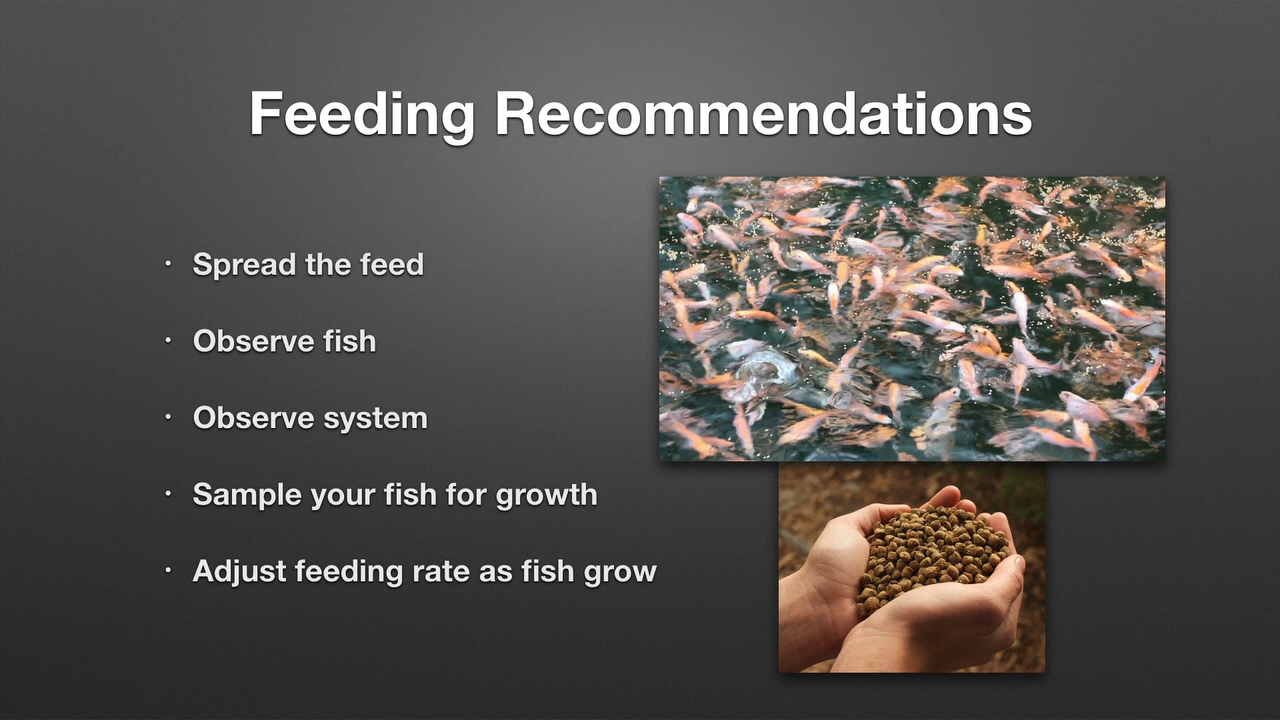 Feeding Recommendations
• Spread the feed
• Observe fish
• Observe system
• Sample your fish for growth
• Adjust feeding rate as fish grow